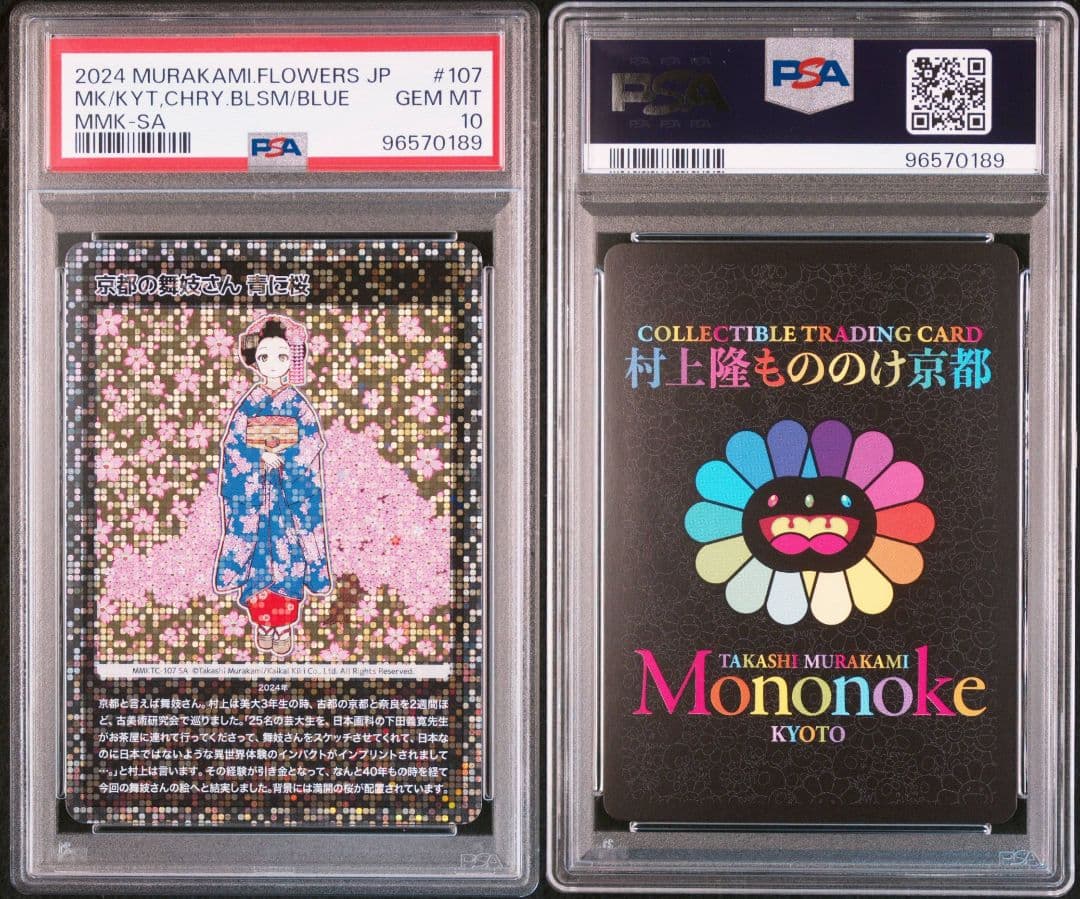 2024 MURAKAMI.FLOWERS JP #107
MK/KYT,CHRY.BLSM/BLUE GEM MT
MMK-SA 10
PSA 96570189
京都の舞妓さん 青に桜
MMKTC-107 SA ©Takashi Murakami/Kaikai Kiki Co., Ltd. All Rights Reserved.
2024年
京都と言えば舞妓さん。村上は美大3年生の時、古都の京都と奈良を2週間ほ
ど、古美術研究会で巡りました。「25名の芸大生を、日本画科の下田義寛先生
がお茶屋に連れて行ってくださって、舞妓さんをスケッチさせてくれて、日本な
のに日本ではないような異世界体験のインパクトがインプリントされまして
…。」と村上は言います。その経験が引き金となって、なんと40年もの時を経て
今回の舞妓さんの絵へと結実しました。背景には満開の桜が配置されています。
PSA
PSA
PSA
96570189
COLLECTIBLE TRADING CARD
村上隆もののけ京都
TAKASHI MURAKAMI
Mononoke
KYOTO
PSA